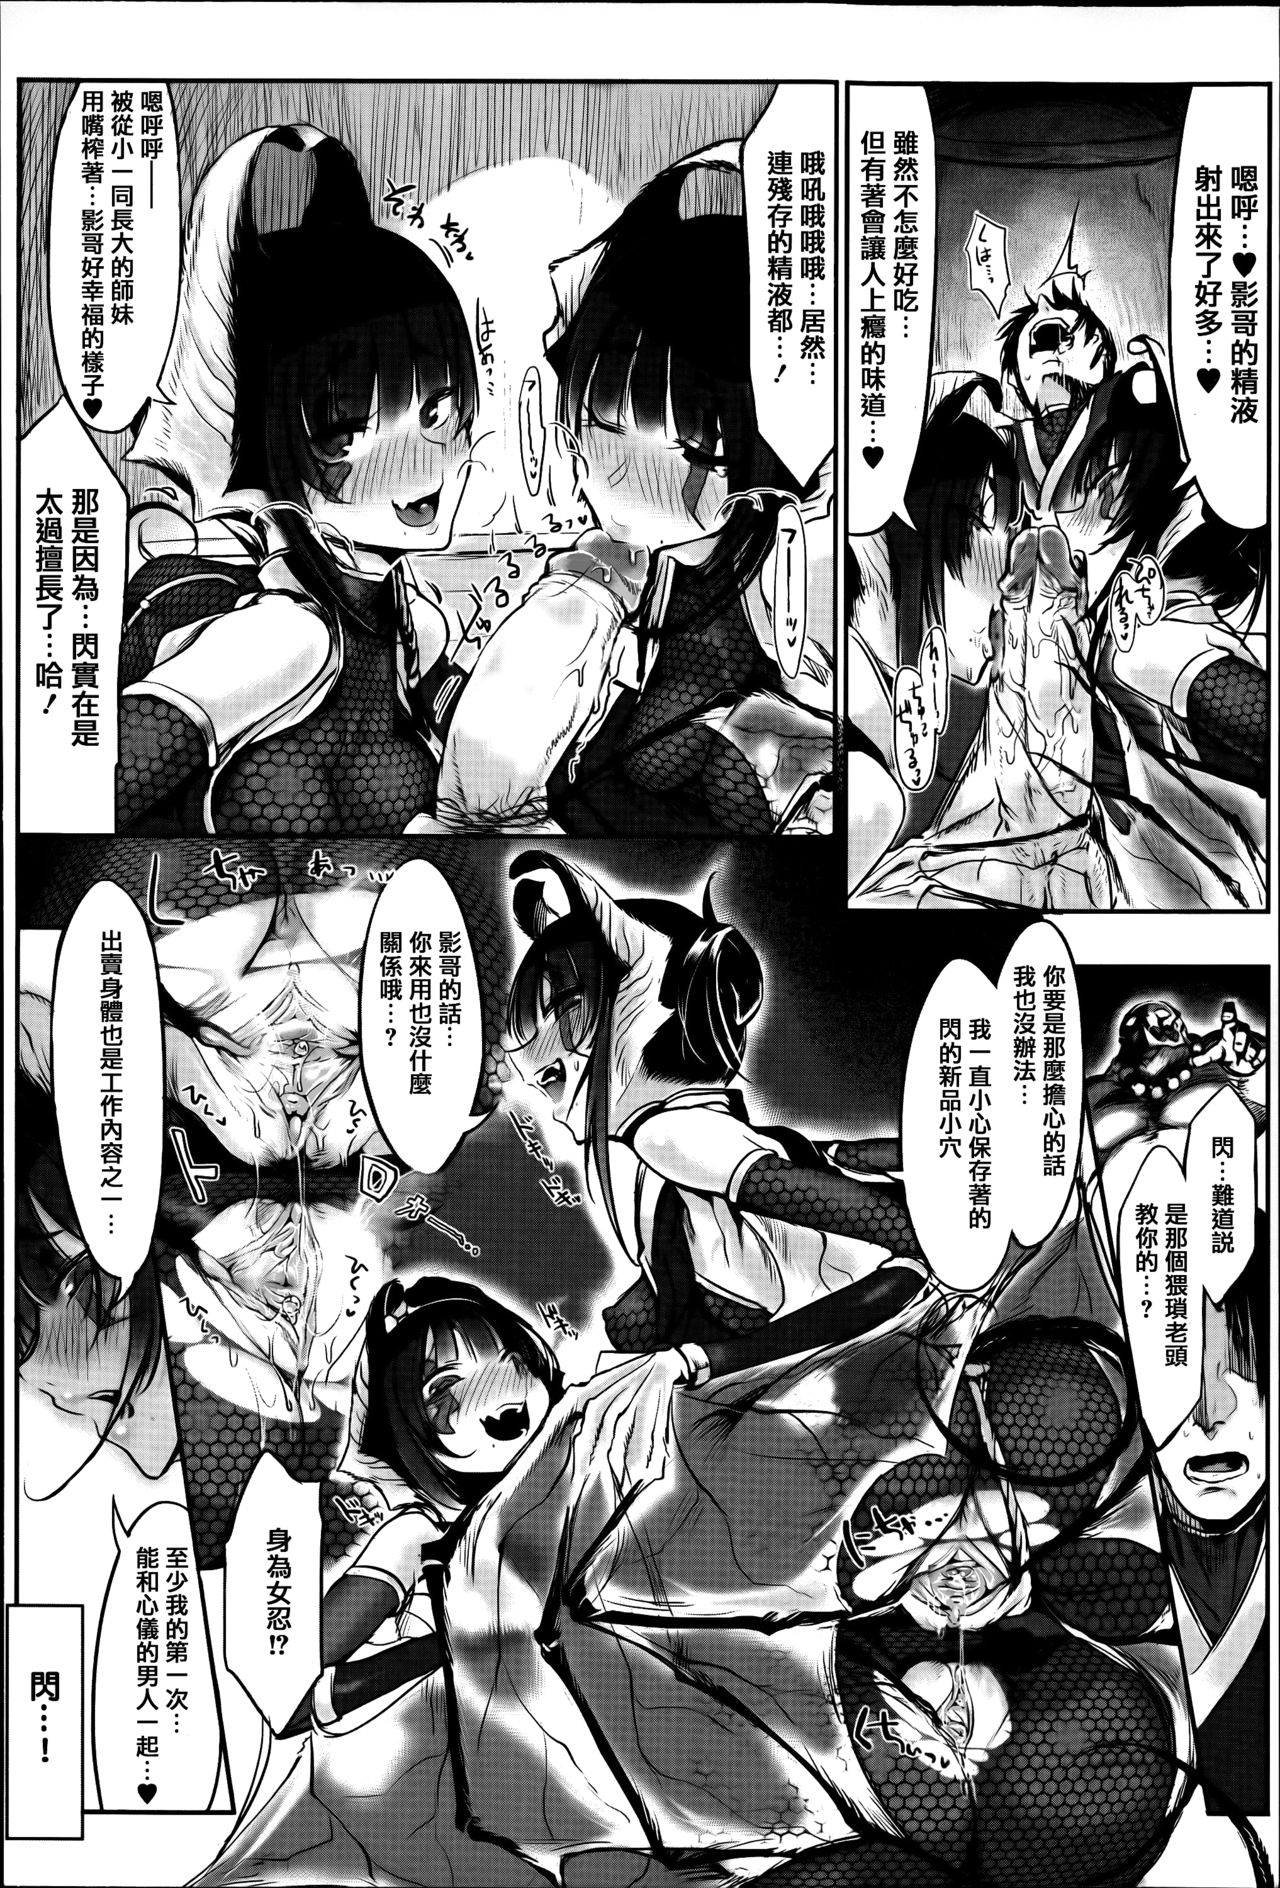 嗯呼…♥影哥的精液
射出來了好多…♥
くは…っ
雖然不怎麼好吃…
但有著會讓人上癮的味道…♥
哦吼哦哦哦…居然…
連殘存的精液都…！
嗯呼呼——
被從小一同長大的師妹
用嘴榨著…影哥好幸福的樣子♥
那是因為…閃實在是
太過擅長了…哈！
閃…難道說
是那個猥瑣老頭
教你的…？
你要是那麼擔心的話
我也沒辦法…
我一直小心保存著的
閃的新品小穴
影哥的話…
你來用也沒什麼
關係哦…？
出賣身體也是工作內容之一…
身為女忍!?
至少我的第一次…
能和心儀的男人一起…♥
閃…！